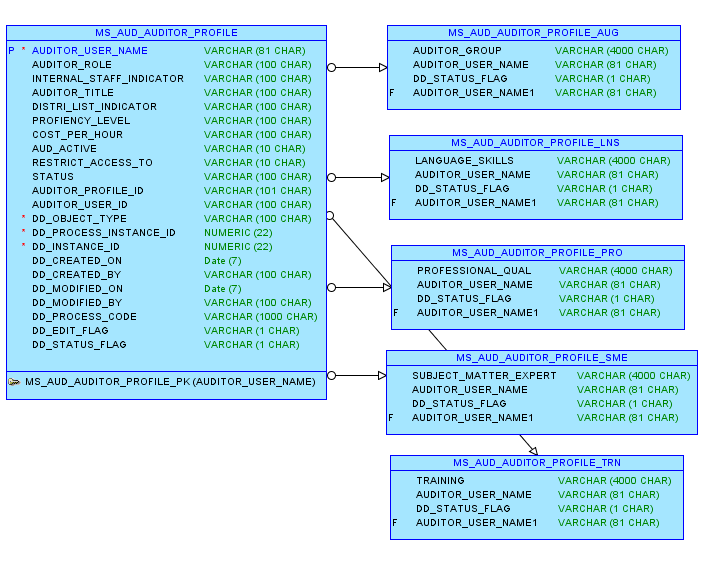 MS_AUD_AUDITOR_PROFILE
P * AUDITOR_USER_NAME VARCHAR (81 CHAR)
AUDITOR_ROLE VARCHAR (100 CHAR)
INTERNAL_STAFF_INDICATOR VARCHAR (100 CHAR)
AUDITOR_TITLE VARCHAR (100 CHAR)
DISTRI_LIST_INDICATOR VARCHAR (100 CHAR)
PROFIENCY_LEVEL VARCHAR (100 CHAR)
COST_PER_HOUR VARCHAR (100 CHAR)
AUD_ACTIVE VARCHAR (10 CHAR)
RESTRICT_ACCESS_TO VARCHAR (10 CHAR)
STATUS VARCHAR (100 CHAR)
AUDITOR_PROFILE_ID VARCHAR (101 CHAR)
AUDITOR_USER_ID VARCHAR (100 CHAR)
* DD_OBJECT_TYPE VARCHAR (100 CHAR)
* DD_PROCESS_INSTANCE_ID NUMERIC (22)
* DD_INSTANCE_ID NUMERIC (22)
DD_CREATED_ON Date (7)
DD_CREATED_BY VARCHAR (100 CHAR)
DD_MODIFIED_ON Date (7)
DD_MODIFIED_BY VARCHAR (100 CHAR)
DD_PROCESS_CODE VARCHAR (1000 CHAR)
DD_EDIT_FLAG VARCHAR (1 CHAR)
DD_STATUS_FLAG VARCHAR (1 CHAR)
MS_AUD_AUDITOR_PROFILE_PK (AUDITOR_USER_NAME)
MS_AUD_AUDITOR_PROFILE_AUG
AUDITOR_GROUP VARCHAR (4000 CHAR)
AUDITOR_USER_NAME VARCHAR (81 CHAR)
DD_STATUS_FLAG VARCHAR (1 CHAR)
F AUDITOR_USER_NAME1 VARCHAR (81 CHAR)
MS_AUD_AUDITOR_PROFILE_LNS
LANGUAGE_SKILLS VARCHAR (4000 CHAR)
AUDITOR_USER_NAME VARCHAR (81 CHAR)
DD_STATUS_FLAG VARCHAR (1 CHAR)
F AUDITOR_USER_NAME1 VARCHAR (81 CHAR)
MS_AUD_AUDITOR_PROFILE_PRO
PROFESSIONAL_QUAL VARCHAR (4000 CHAR)
AUDITOR_USER_NAME VARCHAR (81 CHAR)
DD_STATUS_FLAG VARCHAR (1 CHAR)
F AUDITOR_USER_NAME1 VARCHAR (81 CHAR)
MS_AUD_AUDITOR_PROFILE_SME
SUBJECT_MATTER_EXPERT VARCHAR (4000 CHAR)
AUDITOR_USER_NAME VARCHAR (81 CHAR)
DD_STATUS_FLAG VARCHAR (1 CHAR)
F AUDITOR_USER_NAME1 VARCHAR (81 CHAR)
MS_AUD_AUDITOR_PROFILE_TRN
TRAINING VARCHAR (4000 CHAR)
AUDITOR_USER_NAME VARCHAR (81 CHAR)
DD_STATUS_FLAG VARCHAR (1 CHAR)
F AUDITOR_USER_NAME1 VARCHAR (81 CHAR)